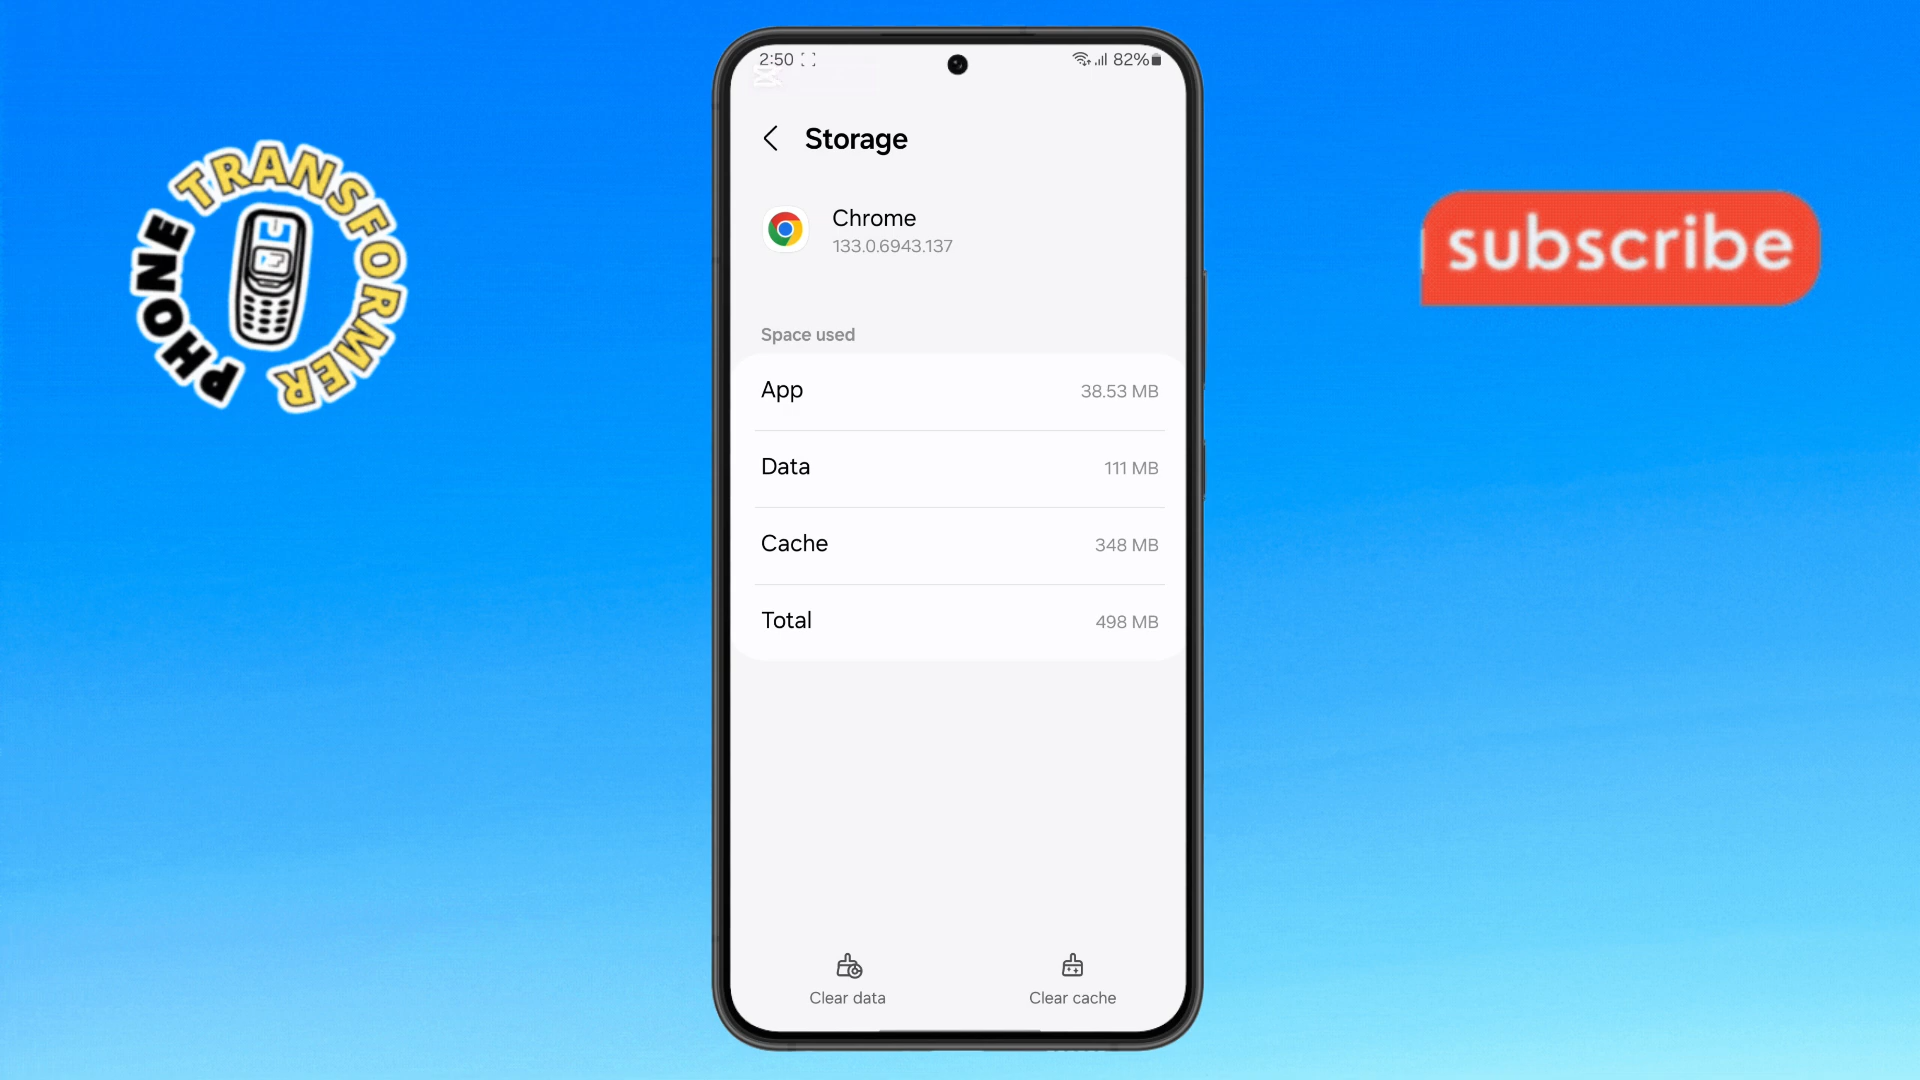 PHONE TRANSFORMER
2:50
82%
Storage
Chrome
133.0.6943.137
Space used
App 38.53 MB
Data 111 MB
Cache 348 MB
Total 498 MB
Clear data
Clear cache
subscribe